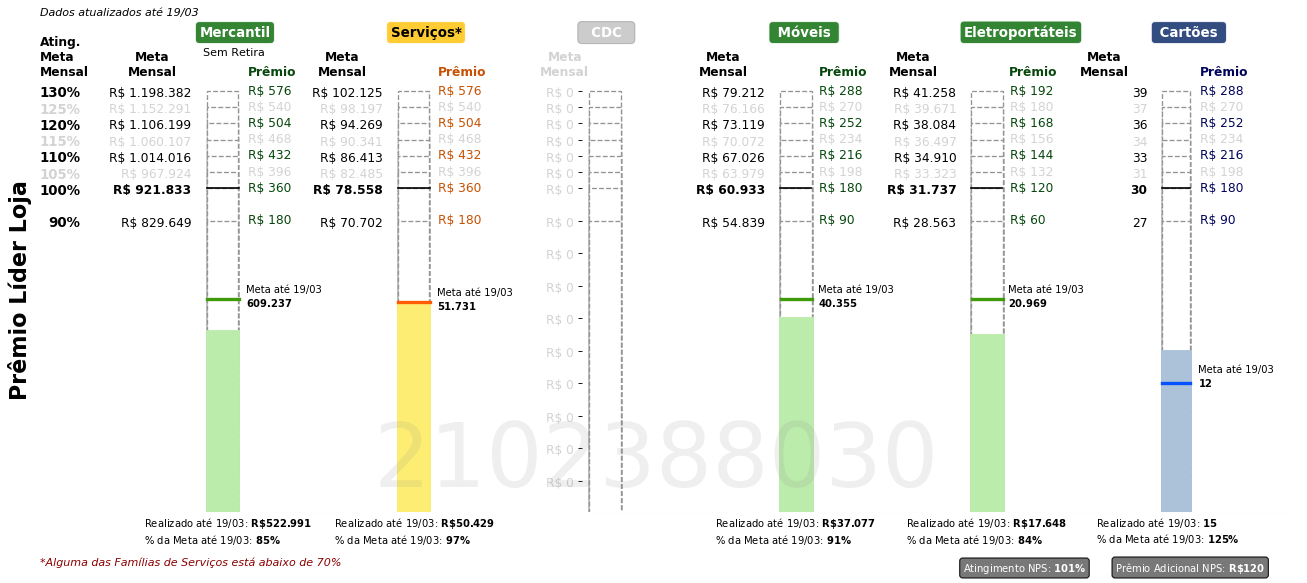 Dados atualizados até 19/03
Mercantil Serviços* CDC Móveis Eletroportáteis Cartões
Sem Retira
Ating. Meta Mensal Meta Mensal Prêmio Meta Mensal Prêmio Meta Mensal Meta Mensal Prêmio Meta Mensal Prêmio Meta Mensal Prêmio
130% R$ 1.198.382 R$ 576 R$ 102.125 R$ 576 R$ 0 R$ 79.212 R$ 288 R$ 41.258 R$ 192 39 R$ 288
125% R$ 1.152.291 R$ 540 R$ 98.197 R$ 540 R$ 0 R$ 76.166 R$ 270 R$ 39.671 R$ 180 37 R$ 270
120% R$ 1.106.199 R$ 504 R$ 94.269 R$ 504 R$ 0 R$ 73.119 R$ 252 R$ 38.084 R$ 168 36 R$ 252
115% R$ 1.060.107 R$ 468 R$ 90.341 R$ 468 R$ 0 R$ 70.072 R$ 234 R$ 36.497 R$ 156 34 R$ 234
110% R$ 1.014.016 R$ 432 R$ 86.413 R$ 432 R$ 0 R$ 67.026 R$ 216 R$ 34.910 R$ 144 33 R$ 216
105% R$ 967.924 R$ 396 R$ 82.485 R$ 396 R$ 0 R$ 63.979 R$ 198 R$ 33.323 R$ 132 31 R$ 198
100% R$ 921.833 R$ 360 R$ 78.558 R$ 360 R$ 0 R$ 60.933 R$ 180 R$ 31.737 R$ 120 30 R$ 180
90% R$ 829.649 R$ 180 R$ 70.702 R$ 180 R$ 0 R$ 54.839 R$ 90 R$ 28.563 R$ 60 27 R$ 90
R$ 0
R$ 0
R$ 0
R$ 0
R$ 0
R$ 0
R$ 0
R$ 0
Prêmio Líder Loja
Meta até 19/03 Meta até 19/03 Meta até 19/03 Meta até 19/03 Meta até 19/03
609.237 51.731 40.355 20.969 12
2102388030
Realizado até 19/03: R$522.991 Realizado até 19/03: R$50.429 Realizado até 19/03: R$37.077 Realizado até 19/03: R$17.648 Realizado até 19/03: 15
% da Meta até 19/03: 85% % da Meta até 19/03: 97% % da Meta até 19/03: 91% % da Meta até 19/03: 84% % da Meta até 19/03: 125%
*Alguma das Famílias de Serviços está abaixo de 70%
Atingimento NPS: 101% Prêmio Adicional NPS: R$120